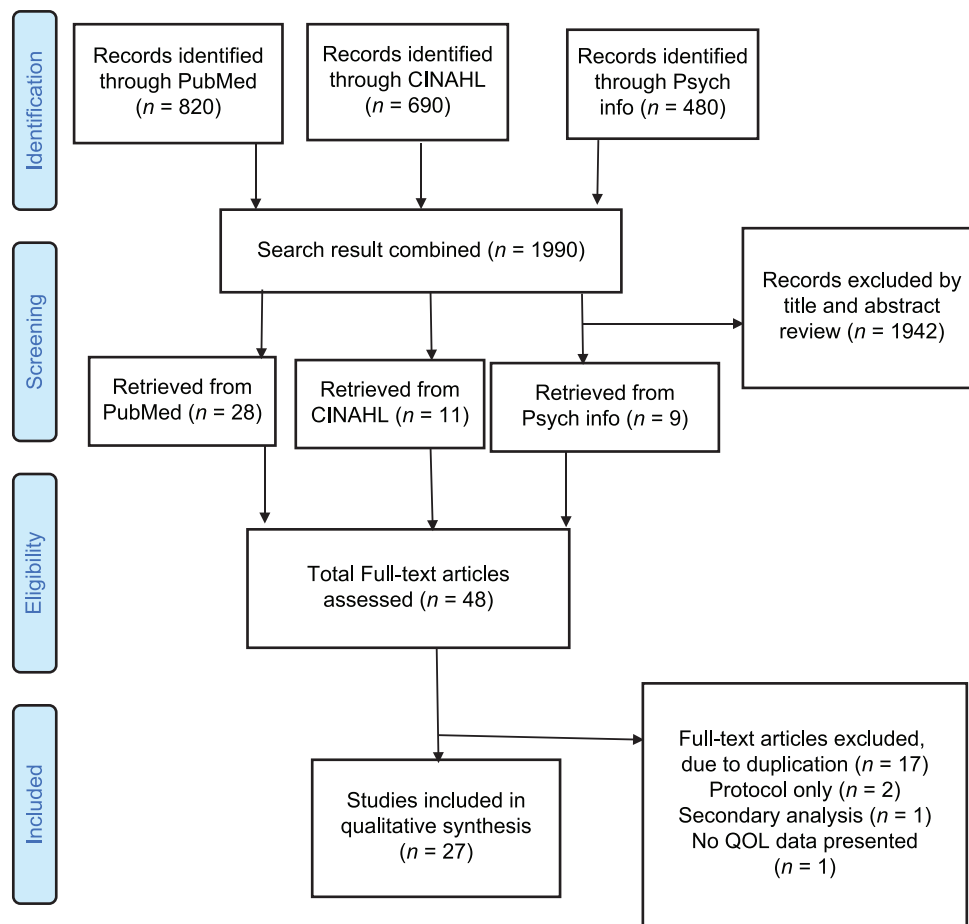 Identification
Records identified
through PubMed
(n = 820)
Records identified
through CINAHL
(n = 690)
Records identified
through Psych
info (n = 480)
Search result combined (n = 1990)
Screening
Records excluded by
title and abstract
review (n = 1942)
Retrieved from
PubMed (n = 28)
Retrieved from
CINAHL (n = 11)
Retrieved from
Psych info (n = 9)
Eligibility
Total Full-text articles
assessed (n = 48)
Included
Studies included in
qualitative synthesis
(n = 27)
Full-text articles excluded,
due to duplication (n = 17)
Protocol only (n = 2)
Secondary analysis (n = 1)
No QOL data presented
(n = 1)